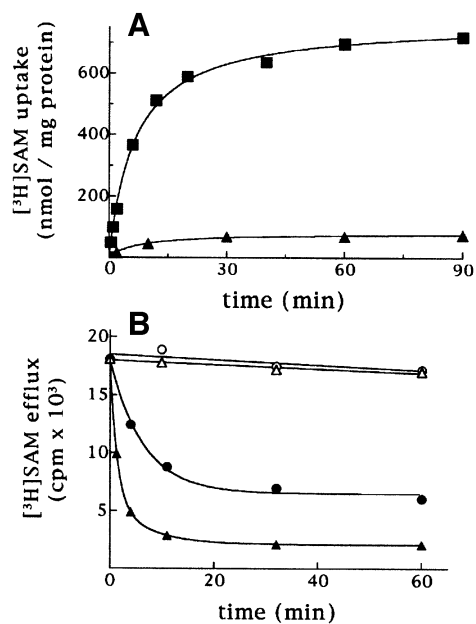 A
[³H]SAM uptake
(nmol / mg protein)
600
400
200
0
30
60
90
time (min)
B
[³H]SAM efflux
(cpm x 10³)
20
15
10
5
0
20
40
60
time (min)